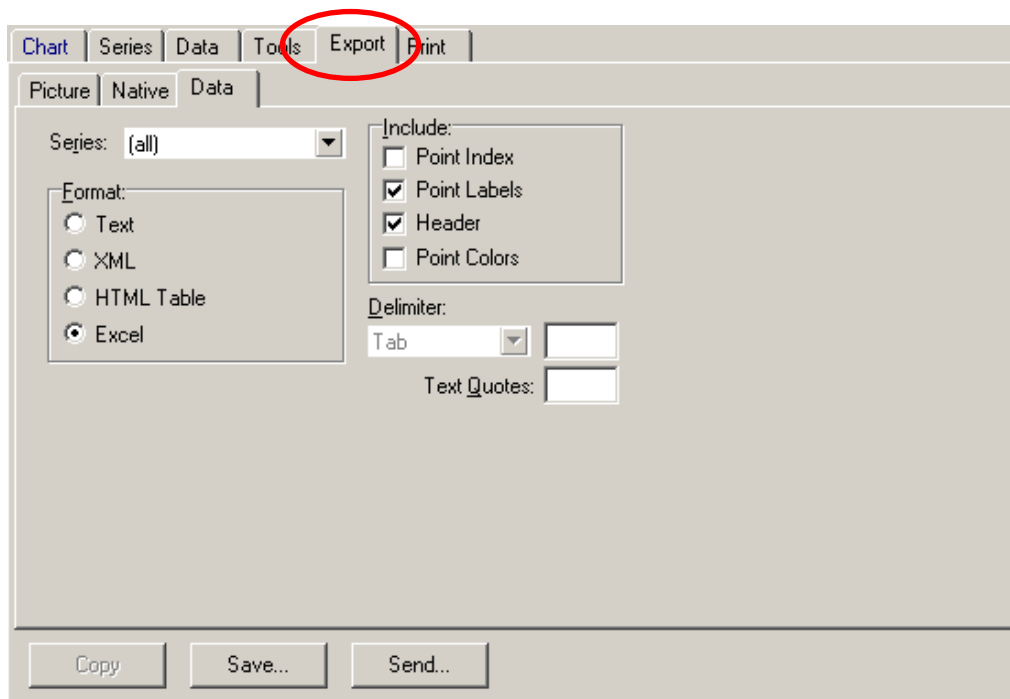 Chart Series Data Tools Export Print
Picture Native Data
Series: (all)
Format:
Text
XML
HTML Table
Excel
Include:
Point Index
Point Labels
Header
Point Colors
Delimiter:
Tab
Text Quotes:
Copy Save... Send...